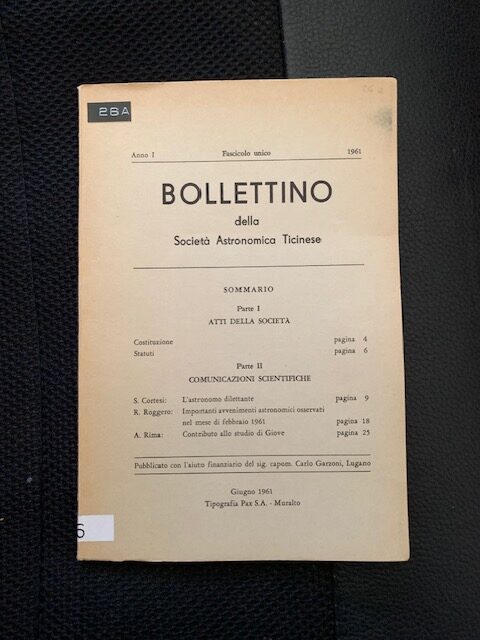 26A
Anno I Fascicolo unico 1961
BOLLETTINO
della
Società Astronomica Ticinese
SOMMARIO
Parte I
ATTI DELLA SOCIETÀ
Costituzione pagina 4
Statuti pagina 6
Parte II
COMUNICAZIONI SCIENTIFICHE
S. Cortesi: L'astronomo dilettante pagina 9
R. Roggero: Importanti avvenimenti astronomici osservati
nel mese di febbraio 1961 pagina 18
A. Rima: Contributo allo studio di Giove pagina 25
Pubblicato con l'aiuto finanziario del sig. capom. Carlo Garzoni, Lugano
Giugno 1961
Tipografia Pax S.A. - Muralto
6